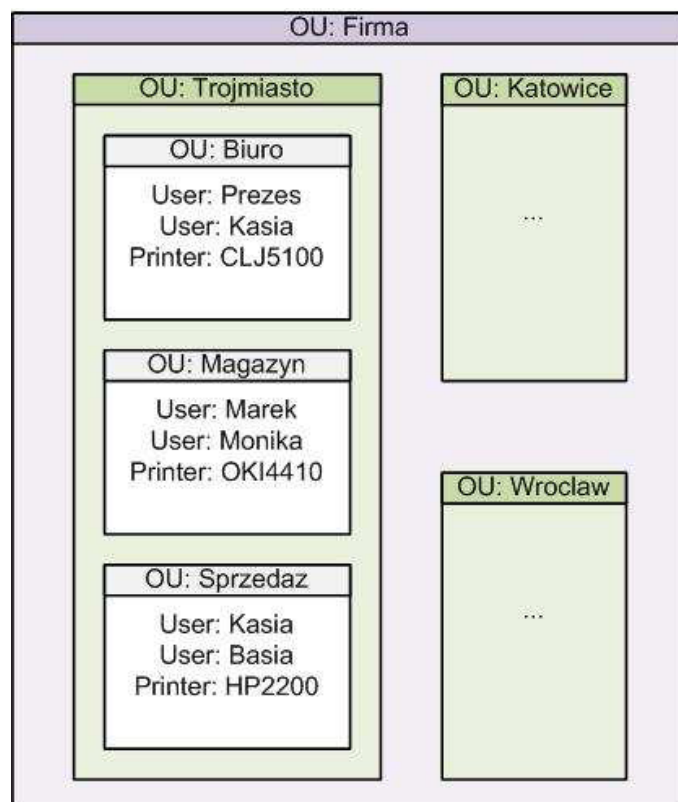 OU: Firma
OU: Trojmiasto
OU: Biuro
User: Prezes
User: Kasia
Printer: CLJ5100
OU: Magazyn
User: Marek
User: Monika
Printer: OKI4410
OU: Sprzedaz
User: Kasia
User: Basia
Printer: HP2200
OU: Katowice
...
OU: Wroclaw
...